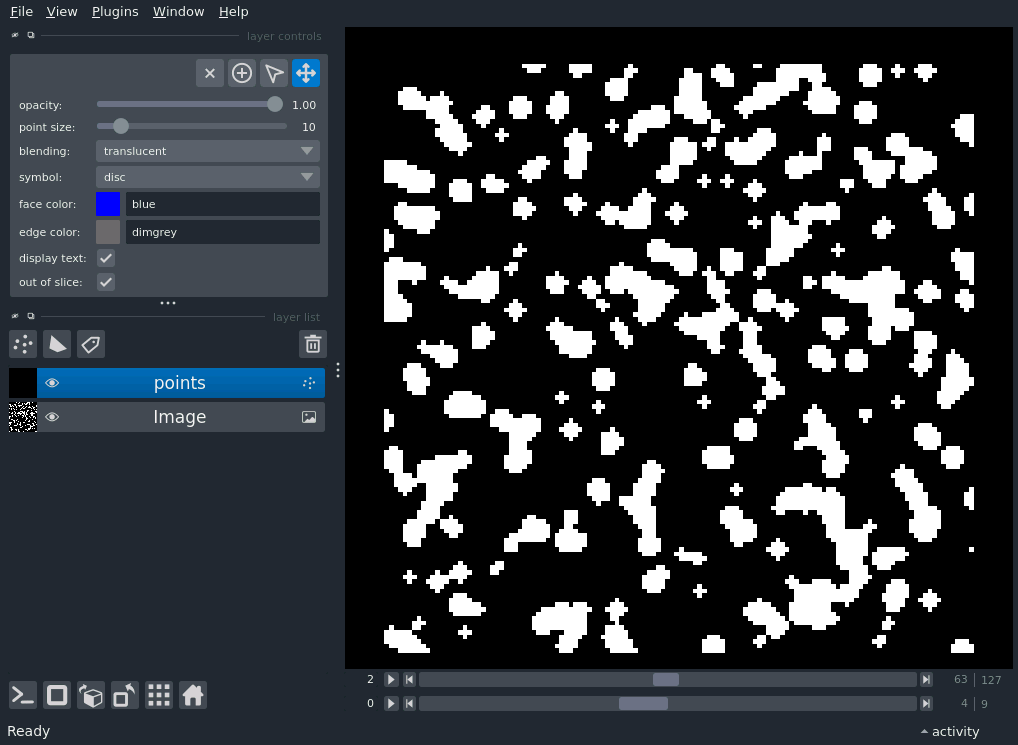 File View Plugins Window Help
layer controls
opacity: 1.00
point size: 10
blending: translucent
symbol: disc
face color: blue
edge color: dimgrey
display text:
out of slice:
layer list
points
Image
2 63 127
0 4 9
Ready activity